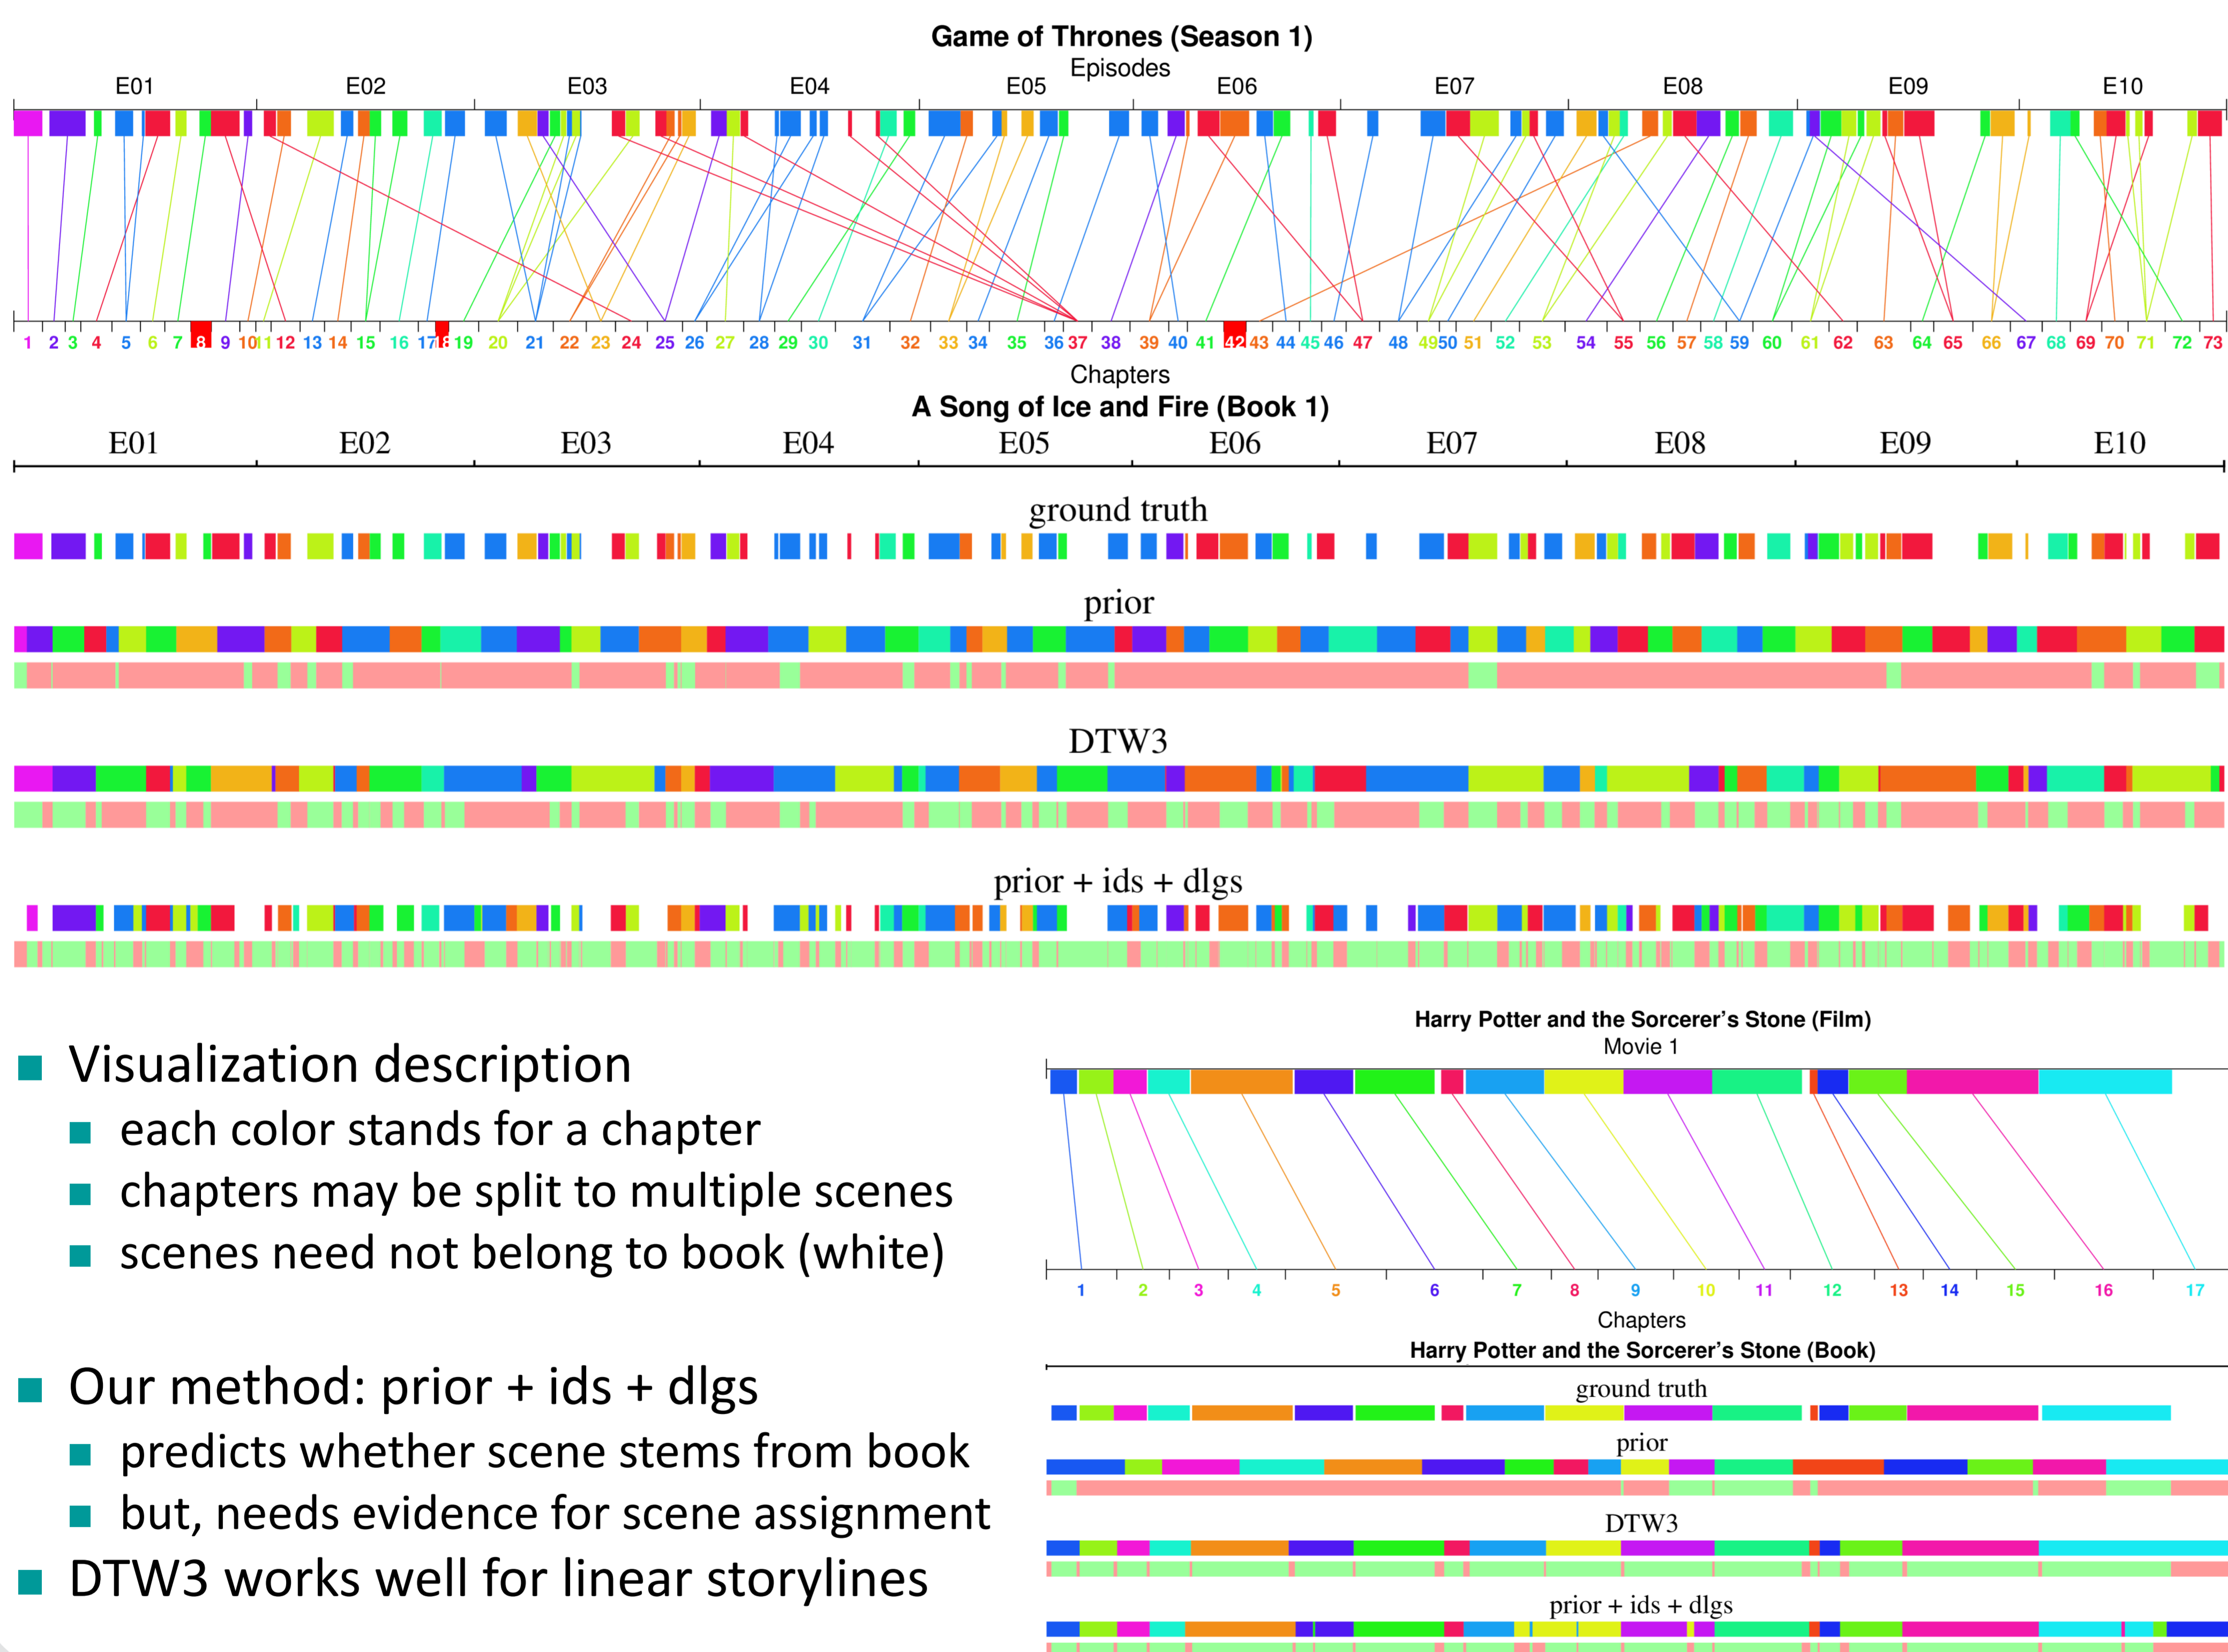 Game of Thrones (Season 1)
Episodes
E01 E02 E03 E04 E05 E06 E07 E08 E09 E10
1 2 3 4 5 6 7 8 9 10 11 12 13 14 15 16 17 18 19 20 21 22 23 24 25 26 27 28 29 30 31 32 33 34 35 36 37 38 39 40 41 42 43 44 45 46 47 48 49 50 51 52 53 54 55 56 57 58 59 60 61 62 63 64 65 66 67 68 69 70 71 72 73
Chapters
A Song of Ice and Fire (Book 1)
E01 E02 E03 E04 E05 E06 E07 E08 E09 E10
ground truth
prior
DTW3
prior + ids + dlgs
Visualization description
each color stands for a chapter
chapters may be split to multiple scenes
scenes need not belong to book (white)
Our method: prior + ids + dlgs
predicts whether scene stems from book
but, needs evidence for scene assignment
DTW3 works well for linear storylines
Harry Potter and the Sorcerer's Stone (Film)
Movie 1
1 2 3 4 5 6 7 8 9 10 11 12 13 14 15 16 17
Chapters
Harry Potter and the Sorcerer's Stone (Book)
ground truth
prior
DTW3
prior + ids + dlgs